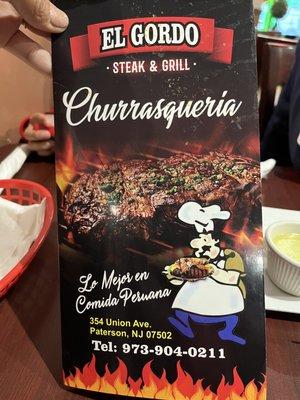 EL GORDO
· STEAK & GRILL ·
Churrasquería
Lo Mejor en
Comida Peruana
354 Union Ave.
Paterson, NJ 07502
Tel: 973-904-0211